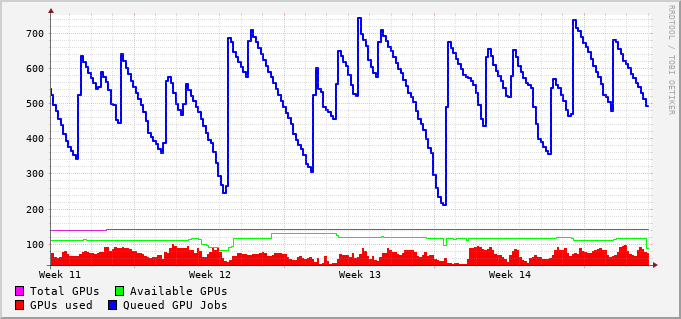 700
600
500
400
300
200
100
Week 11 Week 12 Week 13 Week 14
Total GPUs Available GPUs
GPUs used Queued GPU Jobs
RRDTOOL / TOBI OETIKER